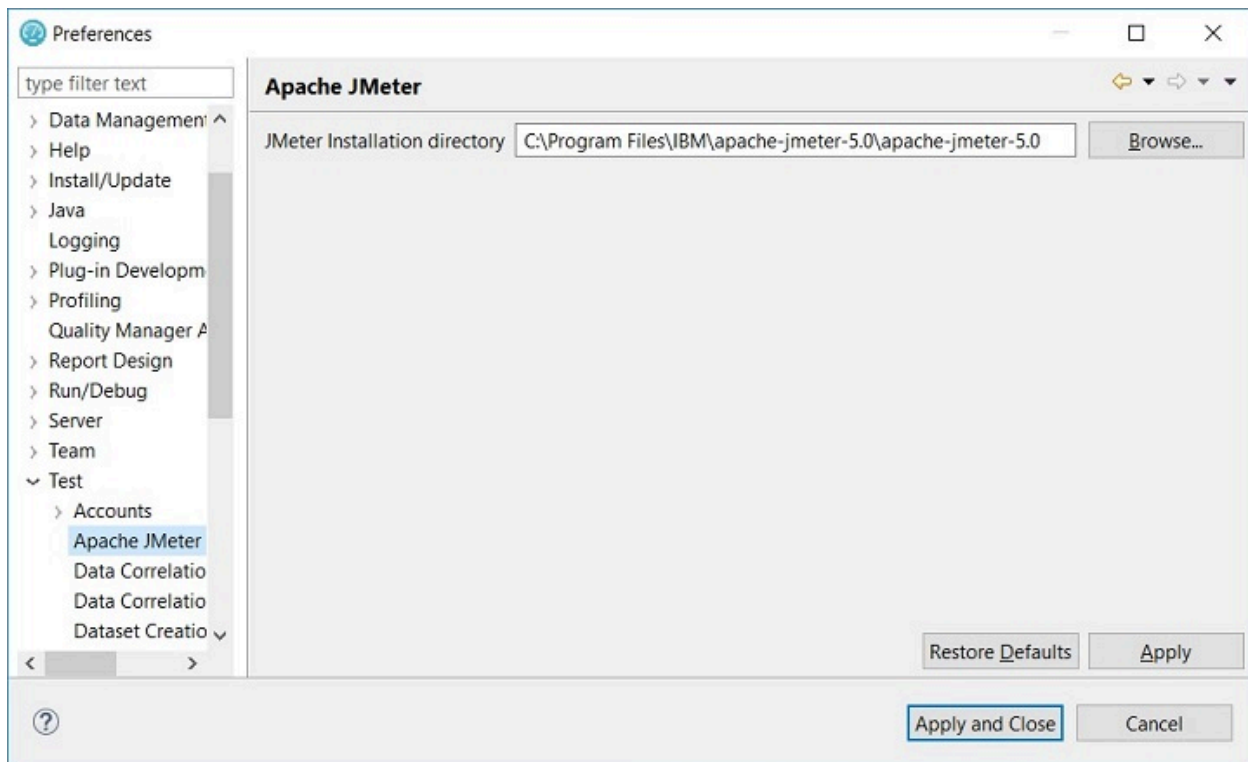 Preferences
type filter text
Data Management
Help
Install/Update
Java
Logging
Plug-in Developm
Profiling
Quality Manager A
Report Design
Run/Debug
Server
Team
Test
Accounts
Apache JMeter
Data Correlatio
Data Correlatio
Dataset Creatio
Apache JMeter
JMeter Installation directory C:\Program Files\IBM\apache-jmeter-5.0\apache-jmeter-5.0 Browse...
Restore Defaults Apply
? Apply and Close Cancel